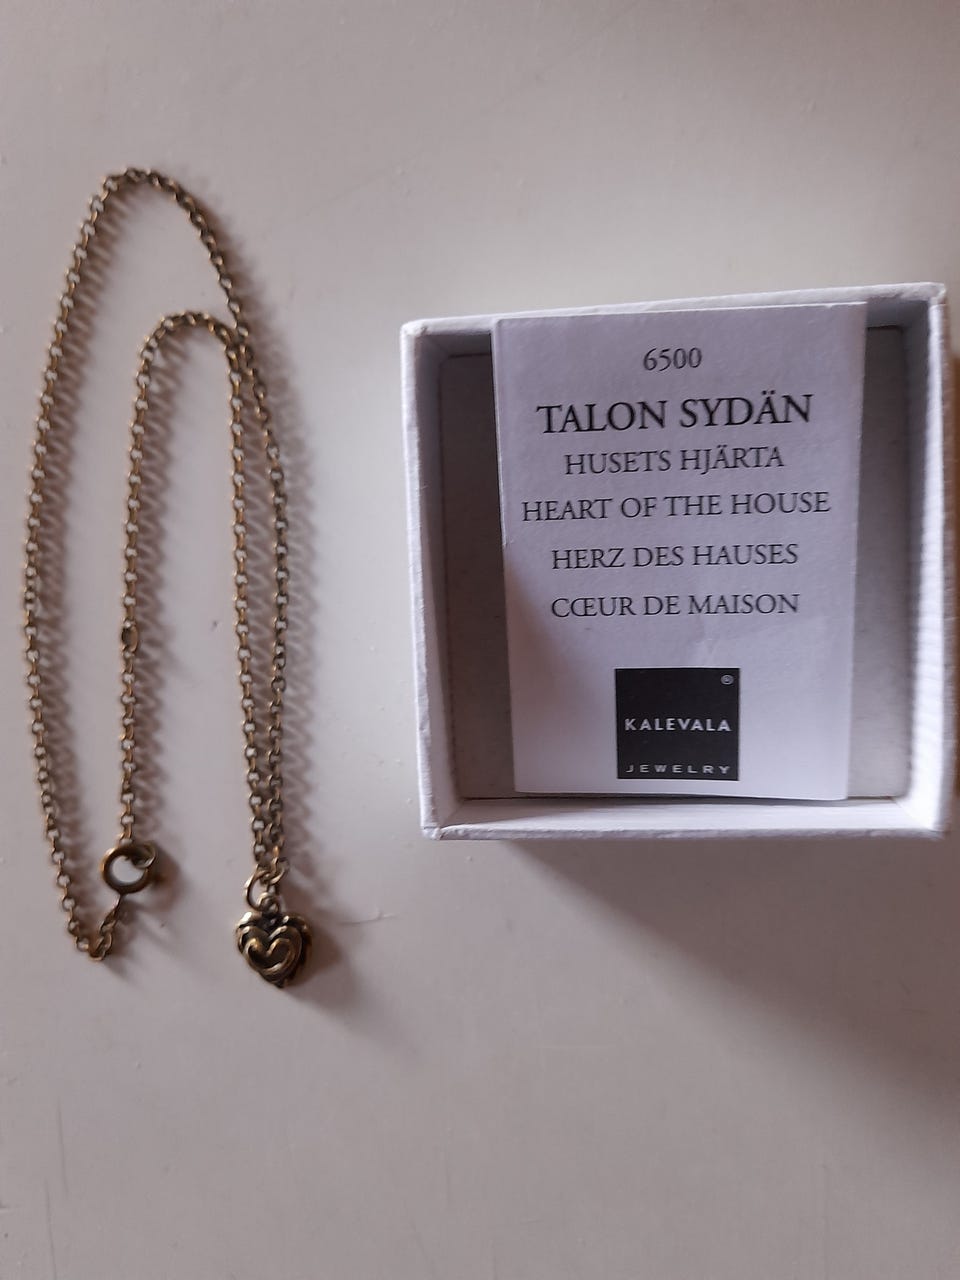 6500
TALON SYDÄN
HUSETS HJÄRTA
HEART OF THE HOUSE
HERZ DES HAUSES
CŒUR DE MAISON
®
KALEVALA
JEWELRY